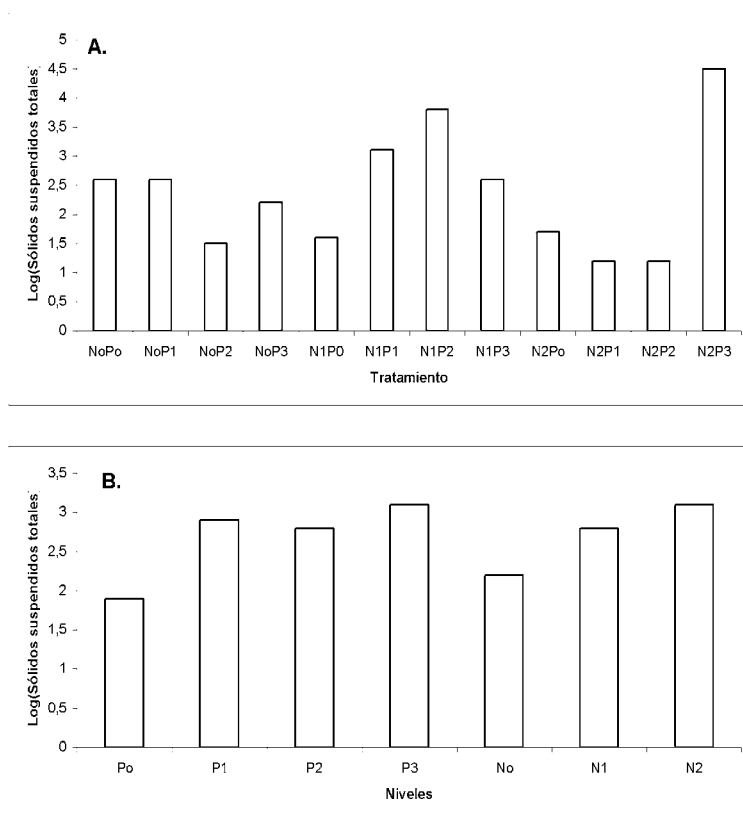 A.
Log(Sólidos suspendidos totales)
5
4,5
4
3,5
3
2,5
2
1,5
1
0,5
0
NoPo NoP1 NoP2 NoP3 N1P0 N1P1 N1P2 N1P3 N2Po N2P1 N2P2 N2P3
Tratamiento
B.
Log(Sólidos suspendidos totales)
3,5
3
2,5
2
1,5
1
0,5
0
Po P1 P2 P3 No N1 N2
Niveles